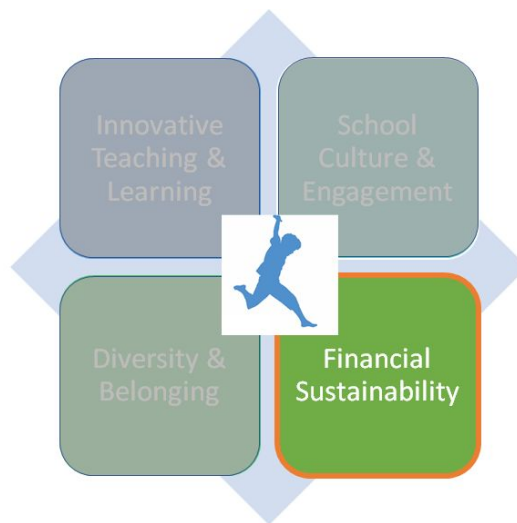 Innovative
Teaching &
Learning
School
Culture &
Engagement
Diversity &
Belonging
Financial
Sustainability